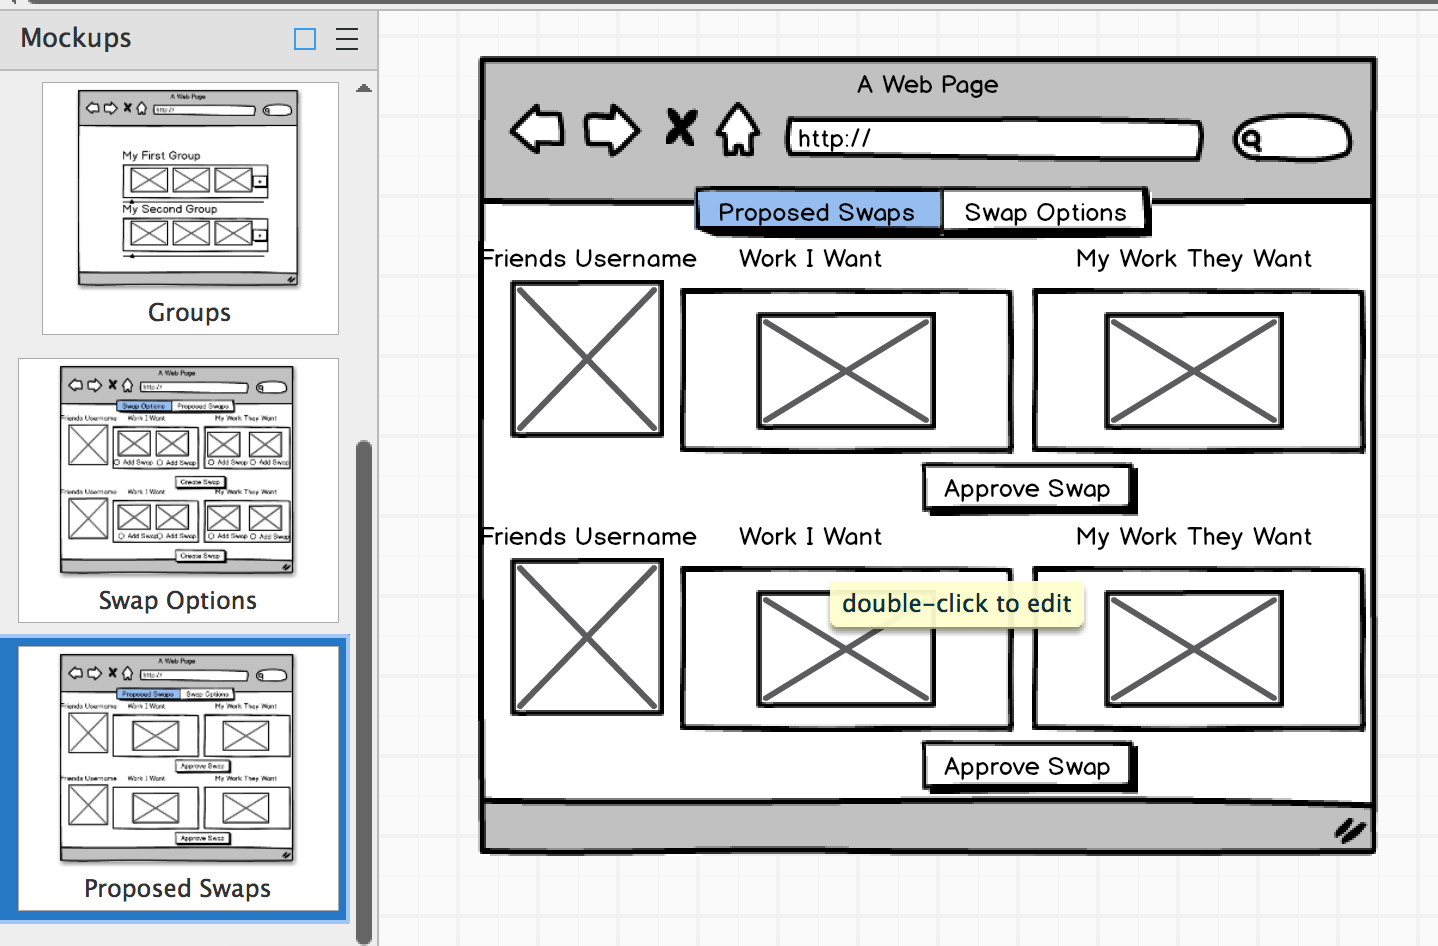 Mockups
A Web Page
http://
My First Group
My Second Group
Groups
A Web Page
http://
Swap Options Proposed Swaps
Friends Username Work I Want My Work They Want
Add Swap Add Swap Add Swap Add Swap
Create Swap
Friends Username Work I Want My Work They Want
Add Swap Add Swap Add Swap Add Swap
Create Swap
Swap Options
A Web Page
http://
Proposed Swaps Swap Options
Friends Username Work I Want My Work They Want
Approve Swap
Friends Username Work I Want My Work They Want
Approve Swap
Proposed Swaps
A Web Page
http://
Proposed Swaps Swap Options
Friends Username Work I Want My Work They Want
Approve Swap
Friends Username Work I Want My Work They Want
double-click to edit
Approve Swap